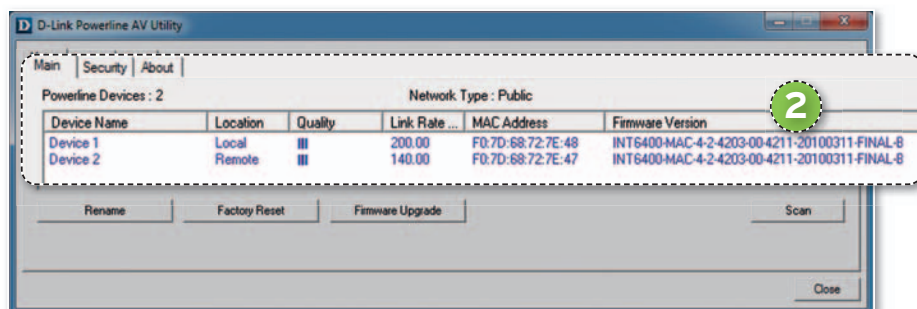 D D-Link Powerline AV Utility
Main Security About
Powerline Devices : 2 Network Type : Public
2
Device Name Location Quality Link Rate ... MAC Address Firmware Version
Device 1 Local 200.00 F0:7D:68:72:7E:48 INT6400-MAC-4-2-4203-00-4211-20100311-FINAL-B
Device 2 Remote 140.00 F0:7D:68:72:7E:47 INT6400-MAC-4-2-4203-00-4211-20100311-FINAL-B
Rename Factory Reset Firmware Upgrade Scan
Close